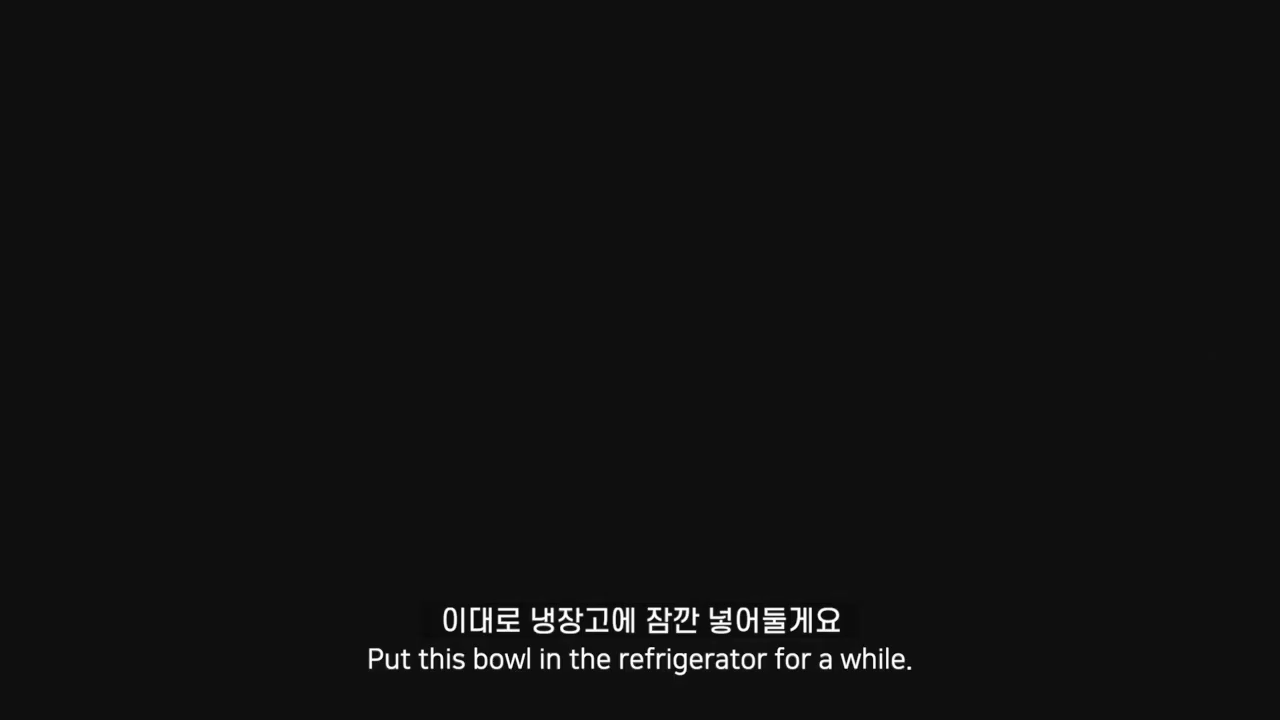 이대로 냉장고에 잠깐 넣어둘게요
Put this bowl in the refrigerator for a while.